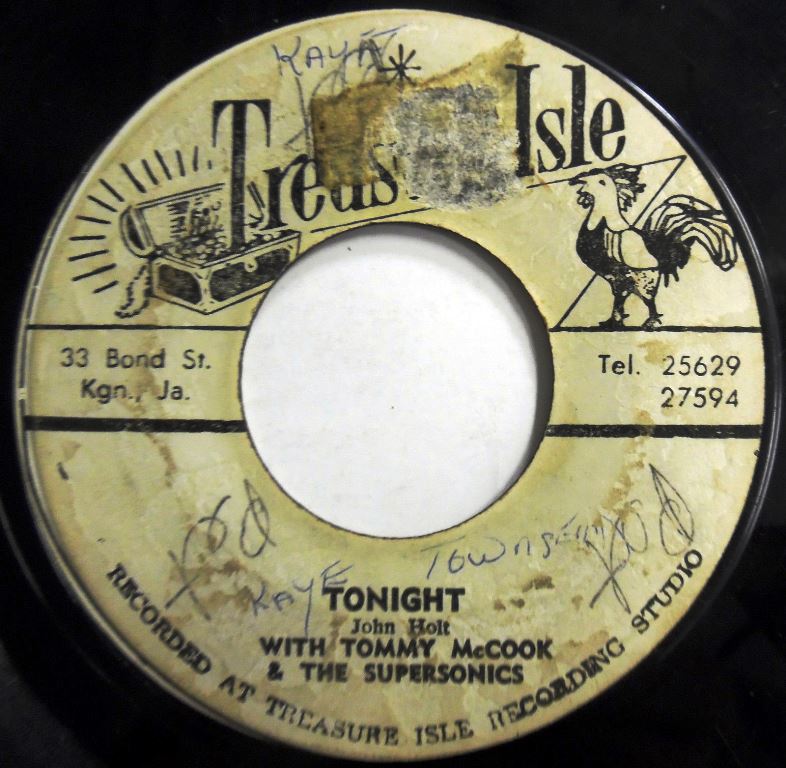 KAYE
Treas Isle
33 Bond St.
Kgn., Ja.
Tel. 25629
27594
KAYE
TONIGHT
John Holt
WITH TOMMY McCOOK
& THE SUPERSONICS
RECORDED AT TREASURE ISLE RECORDING STUDIO